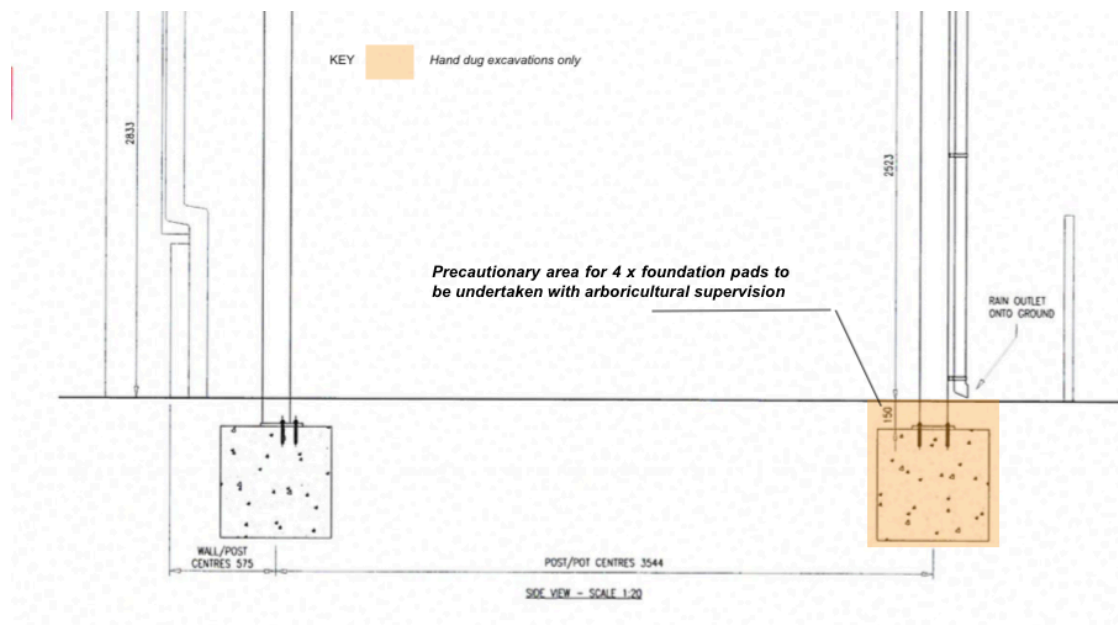 KEY
Hand dug excavations only
2833
2523
Precautionary area for 4 x foundation pads to
be undertaken with arboricultural supervision
RAIN OUTLET
ONTO GROUND
150
WALL/POST
CENTRES 575
POST/POT CENTRES 3544
SIDE VIEW - SCALE 1:20